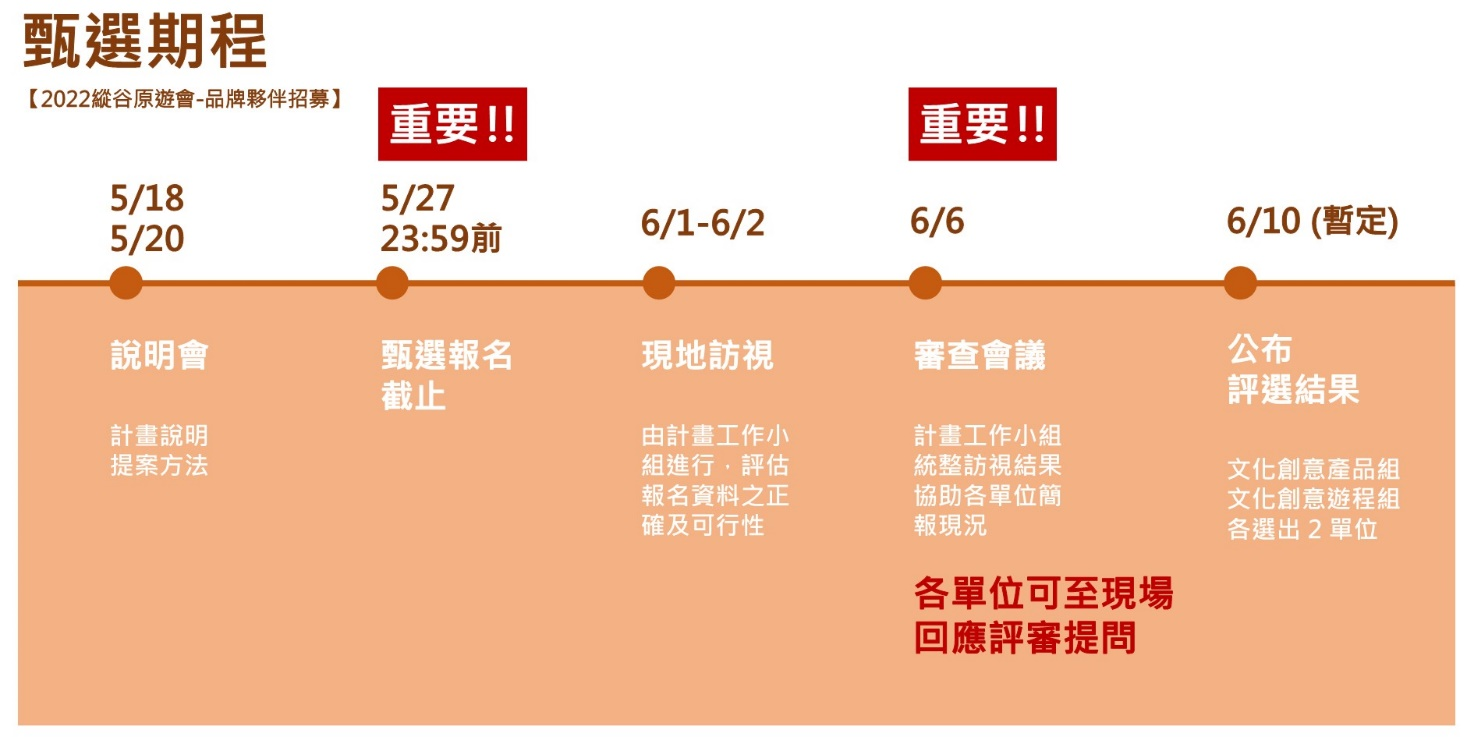 甄選期程
【2022縱谷原遊會-品牌夥伴招募】
重要!!
重要!!
5/18
5/20
5/27
23:59前
6/1-6/2
6/6
6/10 (暫定)
說明會
計畫說明
提案方法
甄選報名
截止
現地訪視
由計畫工作小
組進行，評估
報名資料之正
確及可行性
審查會議
計畫工作小組
統整訪視結果
協助各單位簡
報現況
各單位可至現場
回應評審提問
公布
評選結果
文化創意產品組
文化創意遊程組
各選出 2 單位